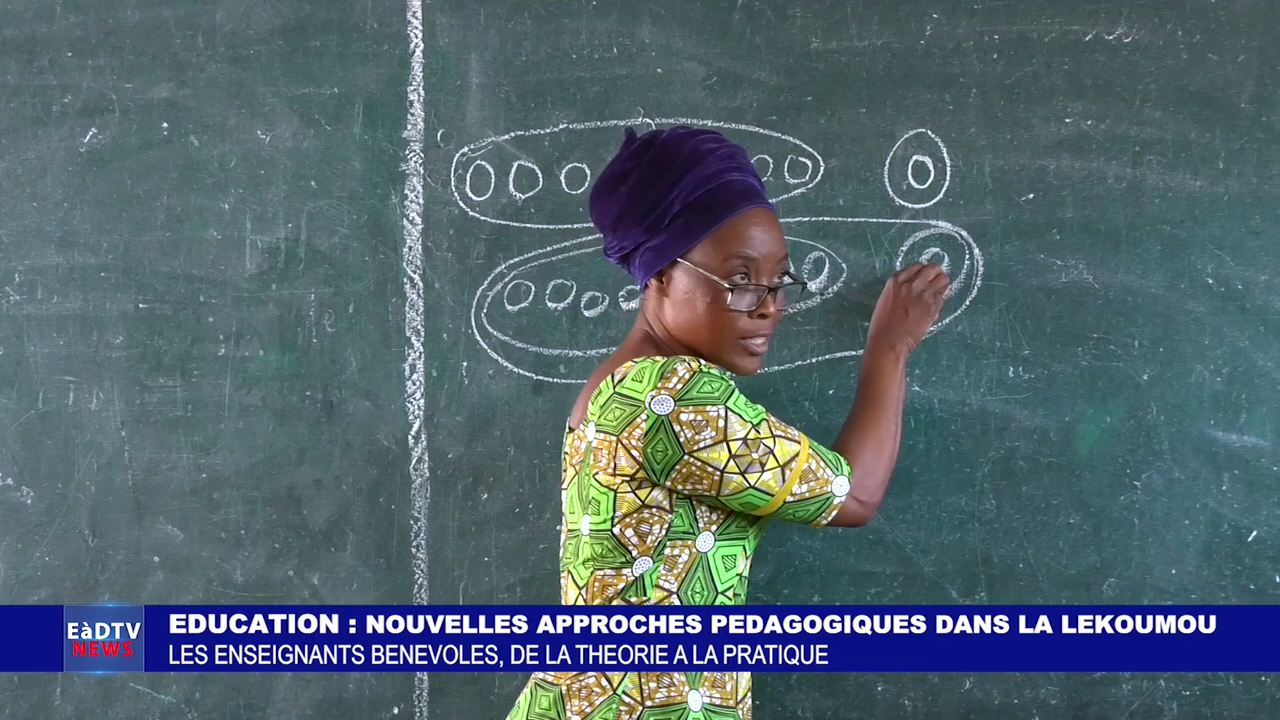 EàDTV
NEWS
EDUCATION : NOUVELLES APPROCHES PEDAGOGIQUES DANS LA LEKOUMOU
LES ENSEIGNANTS BENEVOLES, DE LA THEORIE A LA PRATIQUE